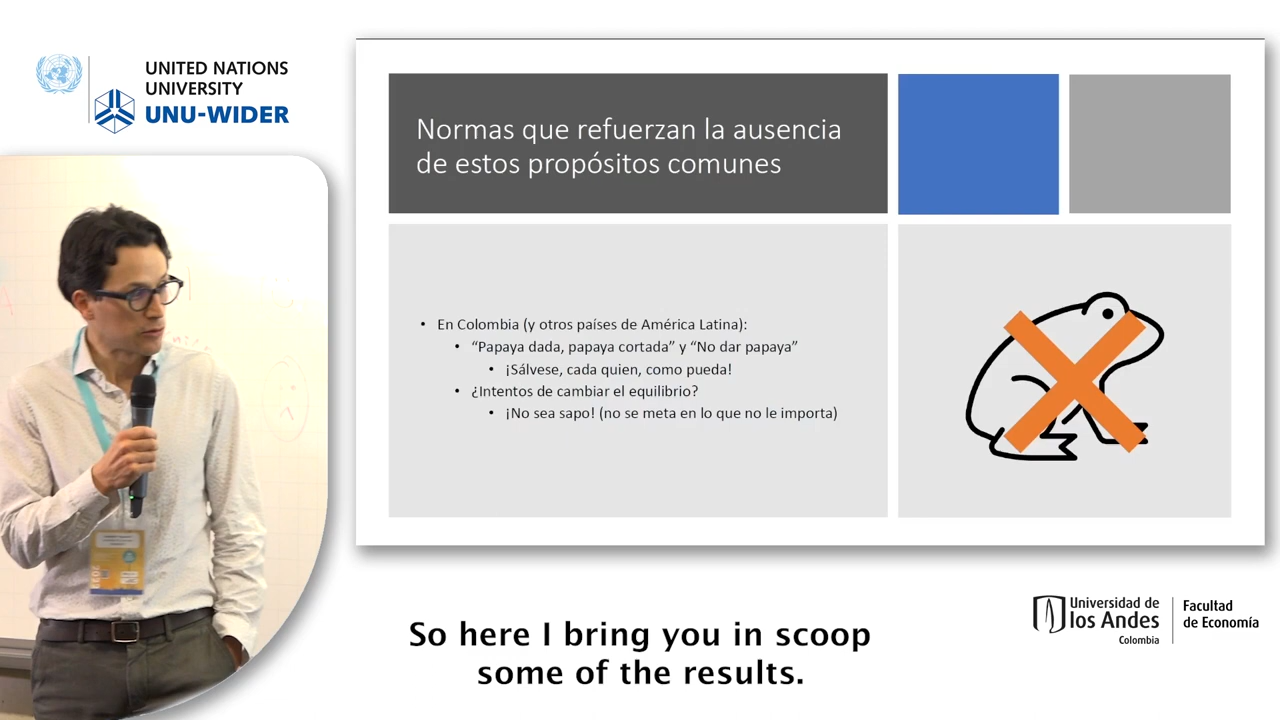 UNITED NATIONS
UNIVERSITY
UNU-WIDER
Normas que refuerzan la ausencia
de estos propósitos comunes
• En Colombia (y otros países de América Latina):
• “Papaya dada, papaya cortada” y “No dar papaya”
• ¡Sálvese, cada quien, como pueda!
• ¿Intentos de cambiar el equilibrio?
• ¡No sea sapo! (no se meta en lo que no le importa)
Universidad de
los Andes
Colombia
Facultad
de Economía
So here I bring you in scoop
some of the results.